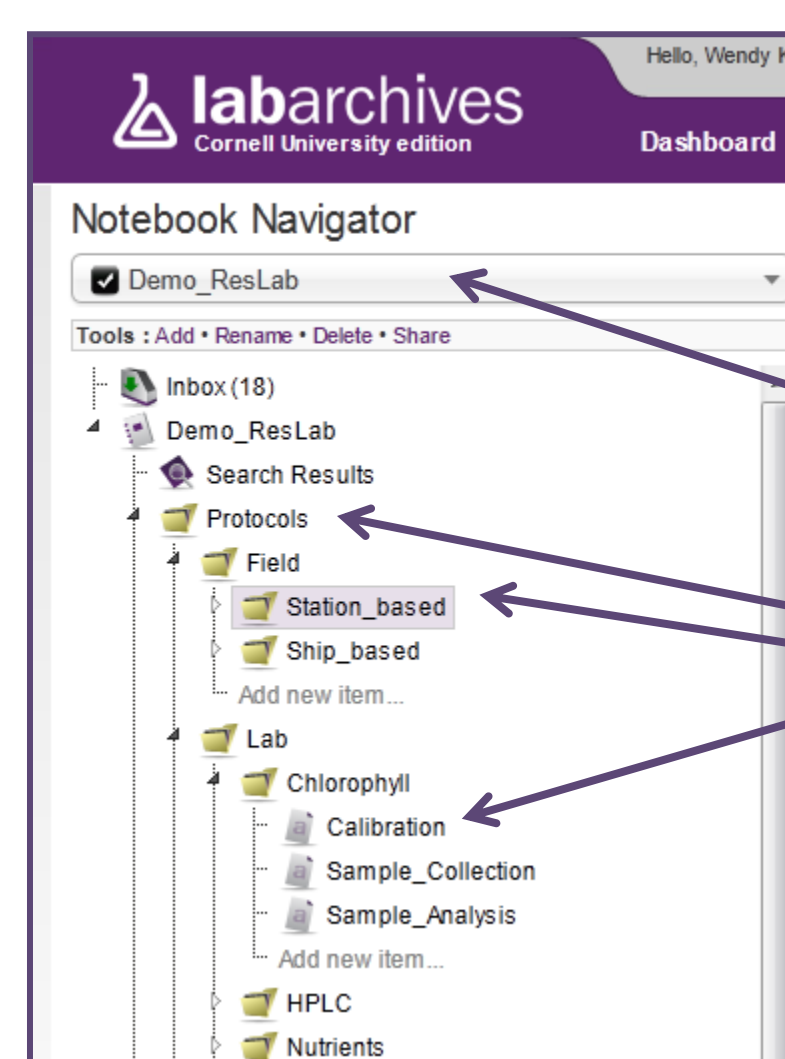 Hello, Wendy K
labarchives
Cornell University edition
Dashboard
Notebook Navigator
Demo_ResLab
Tools : Add • Rename • Delete • Share
Inbox (18)
Demo_ResLab
Search Results
Protocols
Field
Station_based
Ship_based
Add new item...
Lab
Chlorophyll
a Calibration
a Sample_Collection
a Sample_Analysis
Add new item...
HPLC
Nutrients